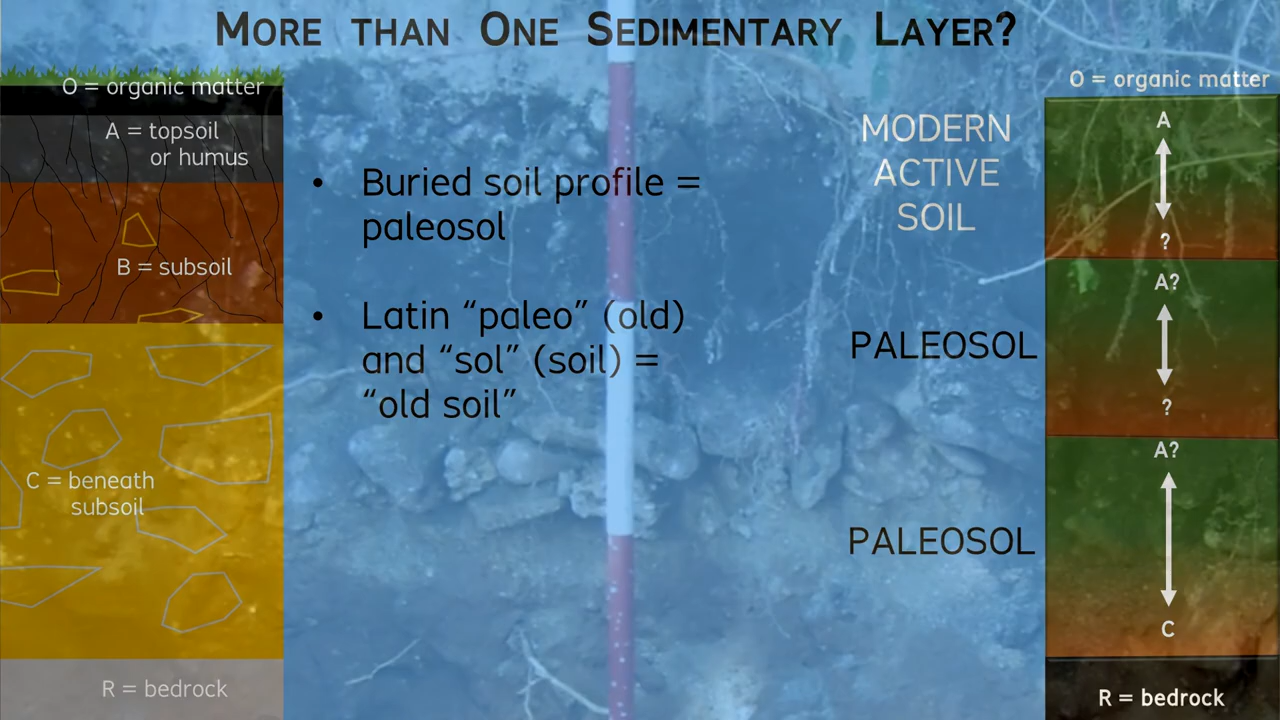 MORE THAN ONE SEDIMENTARY LAYER?
O = organic matter
A = topsoil
or humus
B = subsoil
C = beneath
subsoil
R = bedrock
• Buried soil profile =
paleosol
• Latin “paleo” (old)
and “sol” (soil) =
“old soil”
MODERN
ACTIVE
SOIL
PALEOSOL
PALEOSOL
O = organic matter
A
?
A?
?
A?
C
R = bedrock